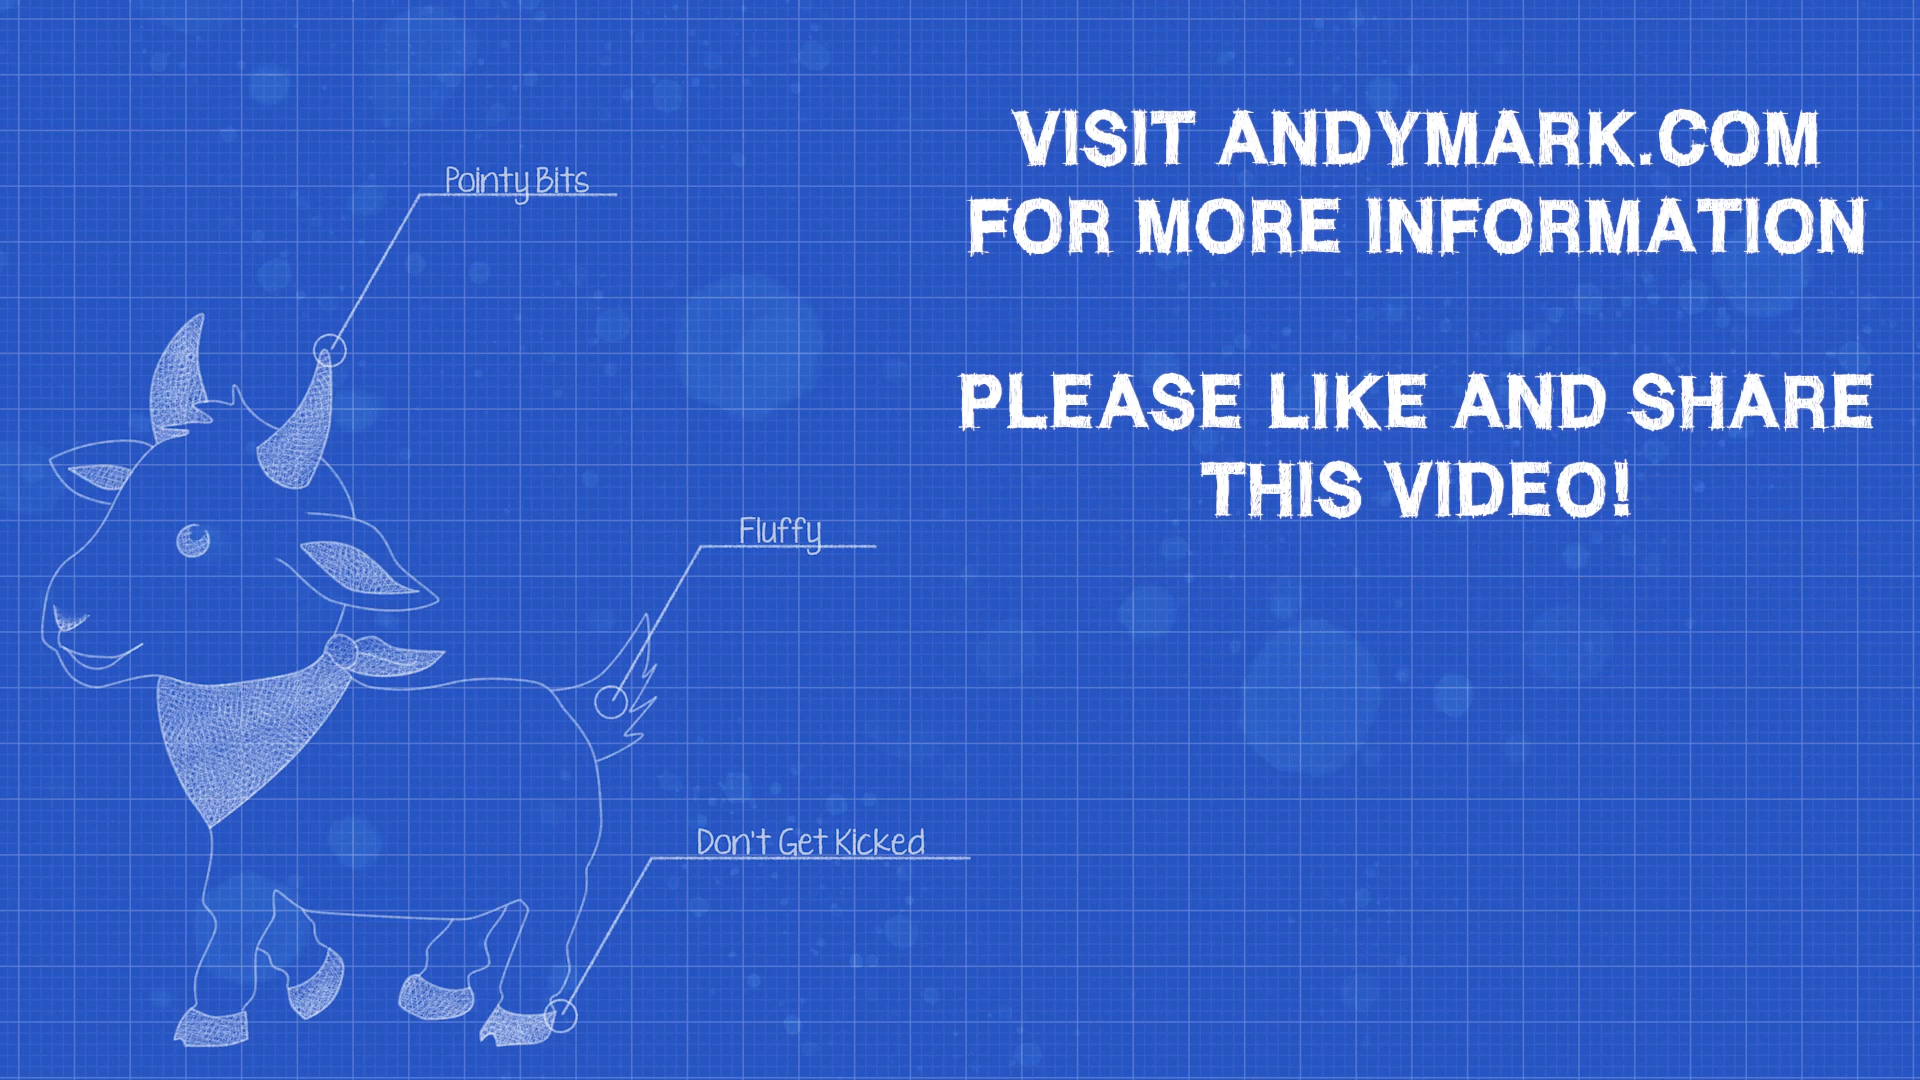 Pointy Bits
Fluffy
Don't Get Kicked
VISIT ANDYMARK.COM
FOR MORE INFORMATION
PLEASE LIKE AND SHARE
THIS VIDEO!